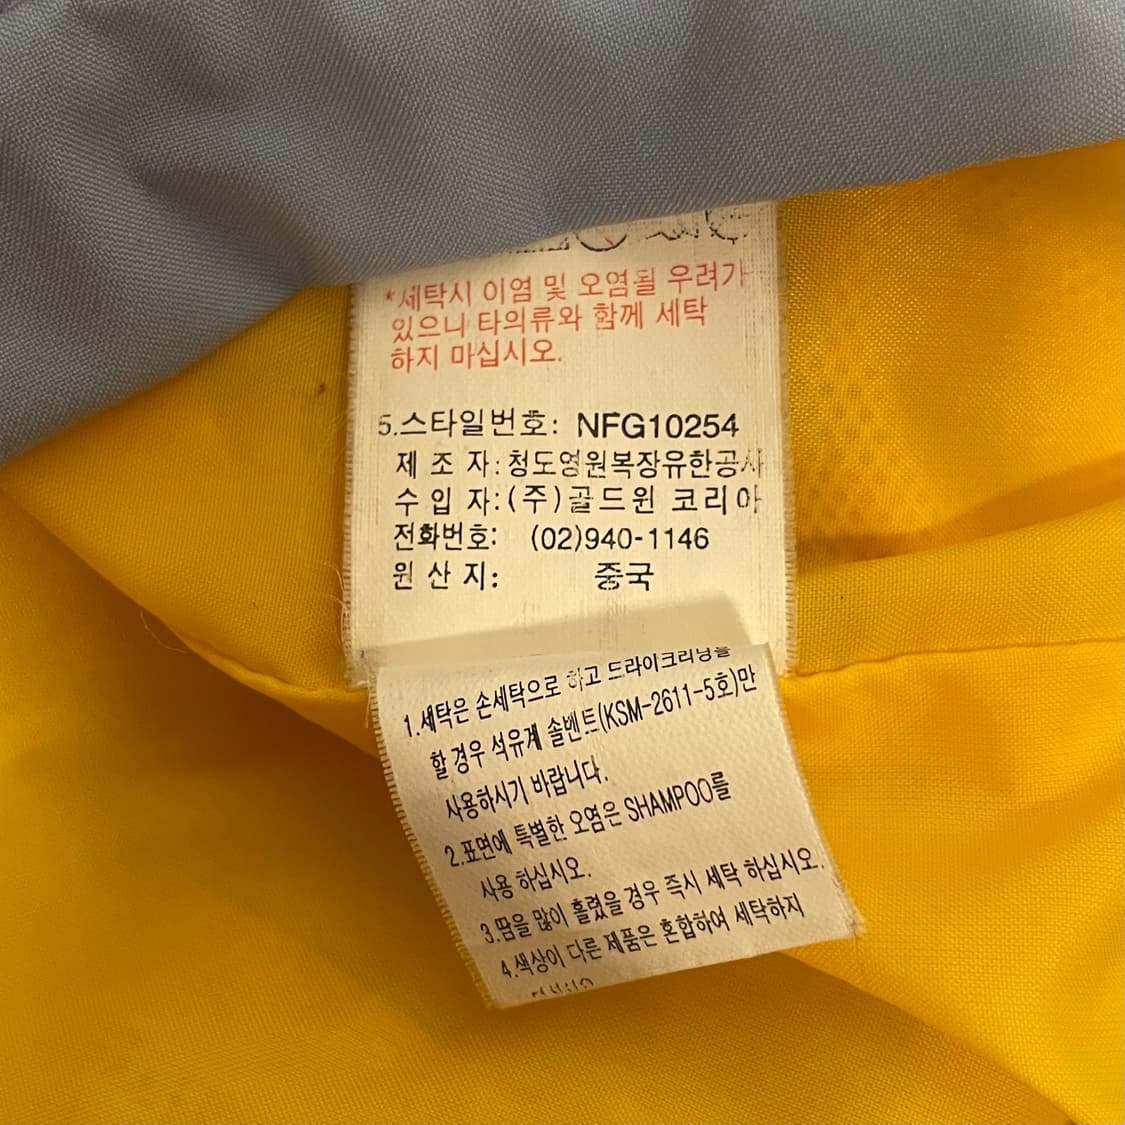 *세탁시 이염 및 오염될 우려가
있으니 타의류와 함께 세탁
하지 마십시오.
5.스타일번호: NFG10254
제 조 자:청도영원복장유한공사
수 입 자:(주)골드윈 코리아
전화번호: (02)940-1146
원 산 지: 중국
1.세탁은 손세탁으로 하고 드라이크리닝을
할 경우 석유계 솔벤트(KSM-2611-5호)만
사용하시기 바랍니다.
2.표면에 특별한 오염은 SHAMPOO를
사용 하십시오.
3.땀을 많이 흘렸을 경우 즉시 세탁 하십시오.
4.색상이 다른 제품은 혼합하여 세탁하지